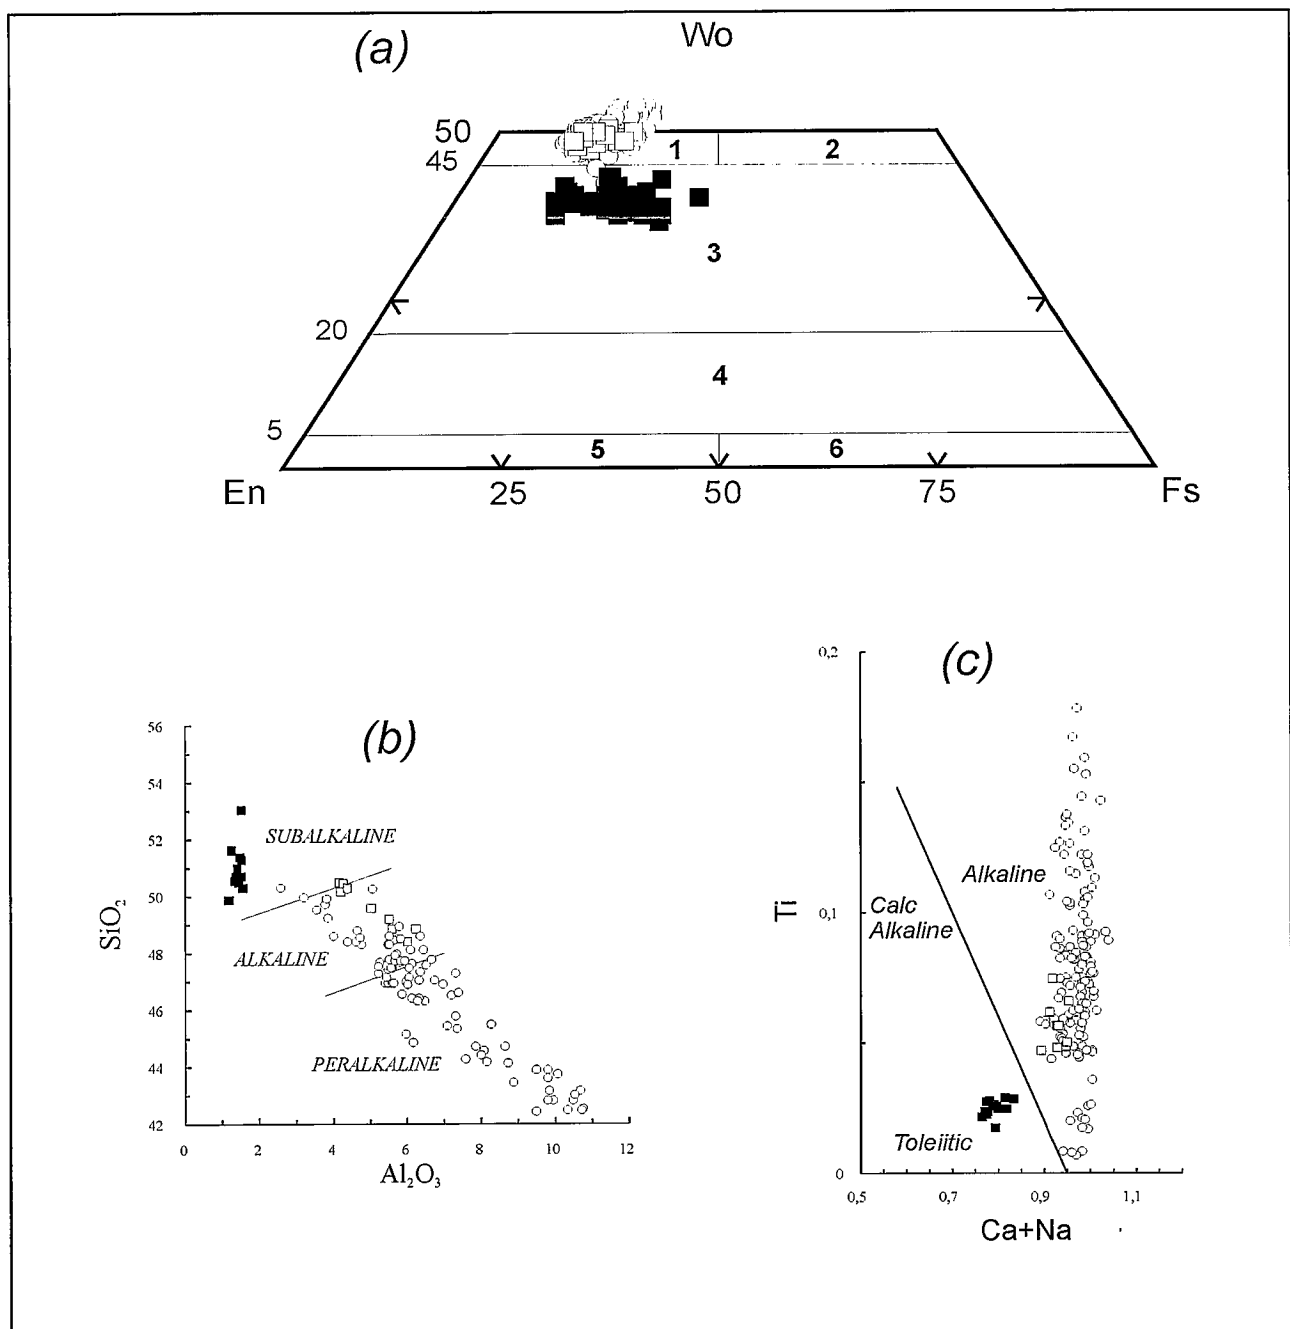 (a)
Wo
50
45
1
2
3
20
4
5
5
6
En
25
50
75
Fs
(b)
SiO₂
56
54
52
50
48
46
44
42
SUBALKALINE
ALKALINE
PERALKALINE
0
2
4
6
8
10
12
Al₂O₃
(c)
Ti
0,2
0,1
0
Alkaline
Calc
Alkaline
Toleiitic
0,5
0,7
0,9
1,1
Ca+Na